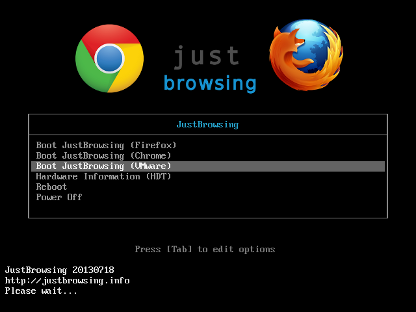 just
browsing
JustBrowsing
Boot JustBrowsing (Firefox)
Boot JustBrowsing (Chrome)
Boot JustBrowsing (VMware)
Hardware Information (HDT)
Reboot
Power Off
Press [Tab] to edit options
JustBrowsing 20130718
http://justbrowsing.info
Please wait...